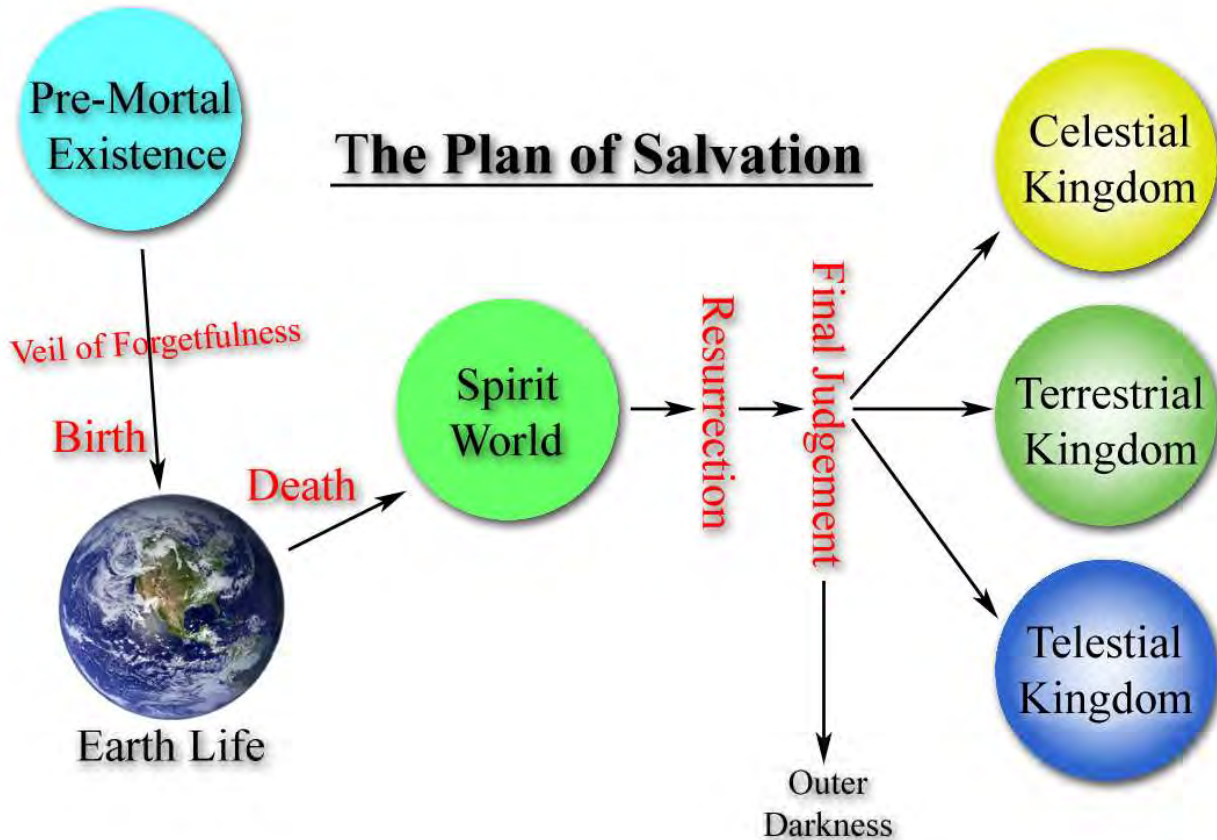 Pre-Mortal
Existence
The Plan of Salvation
Celestial
Kingdom
Veil of Forgetfulness
Birth
Earth Life
Death
Spirit
World
Resurrection
Final Judgement
Terrestrial
Kingdom
Telestial
Kingdom
Outer
Darkness